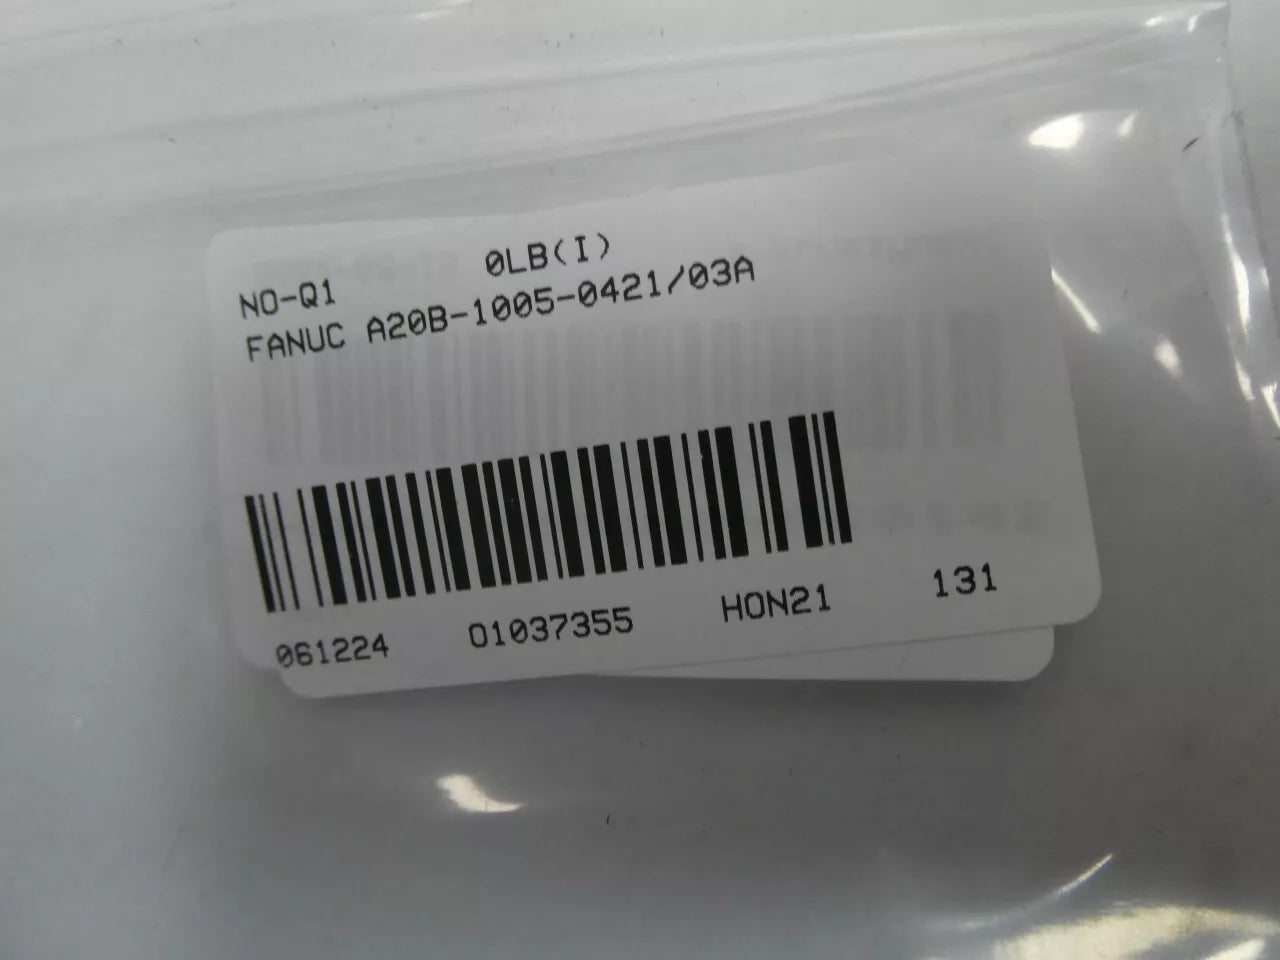 NO-Q1 0LB(I)
FANUC A20B-1005-0421/03A
061224 01037355 HON21 131